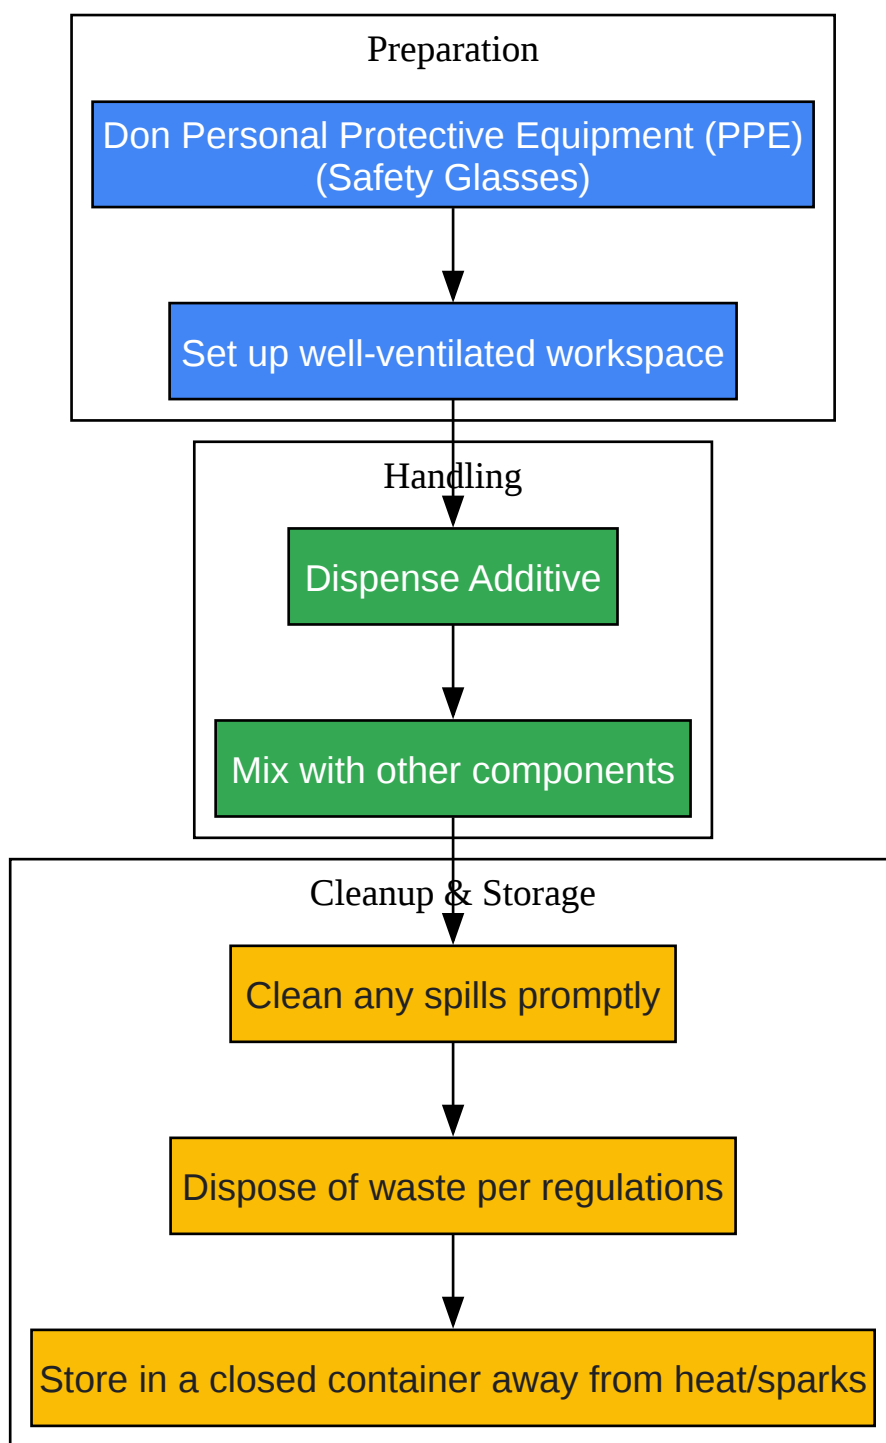 Preparation
Don Personal Protective Equipment (PPE)
(Safety Glasses)
Set up well-ventilated workspace
Handling
Dispense Additive
Mix with other components
Cleanup & Storage
Clean any spills promptly
Dispose of waste per regulations
Store in a closed container away from heat/sparks